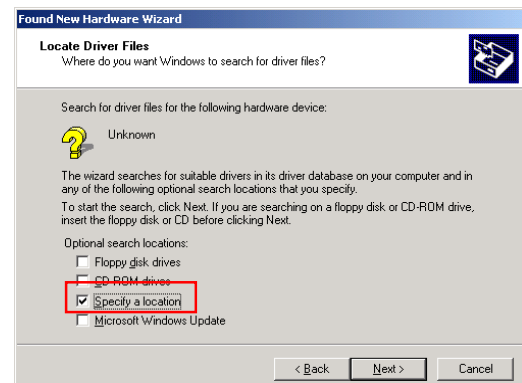 Found New Hardware Wizard
Locate Driver Files
Where do you want Windows to search for driver files?
Search for driver files for the following hardware device:
Unknown
The wizard searches for suitable drivers in its driver database on your computer and in
any of the following optional search locations that you specify.
To start the search, click Next. If you are searching on a floppy disk or CD-ROM drive,
insert the floppy disk or CD before clicking Next.
Optional search locations:
Floppy disk drives
CD-ROM drives
Specify a location
Microsoft Windows Update
< Back
Next >
Cancel